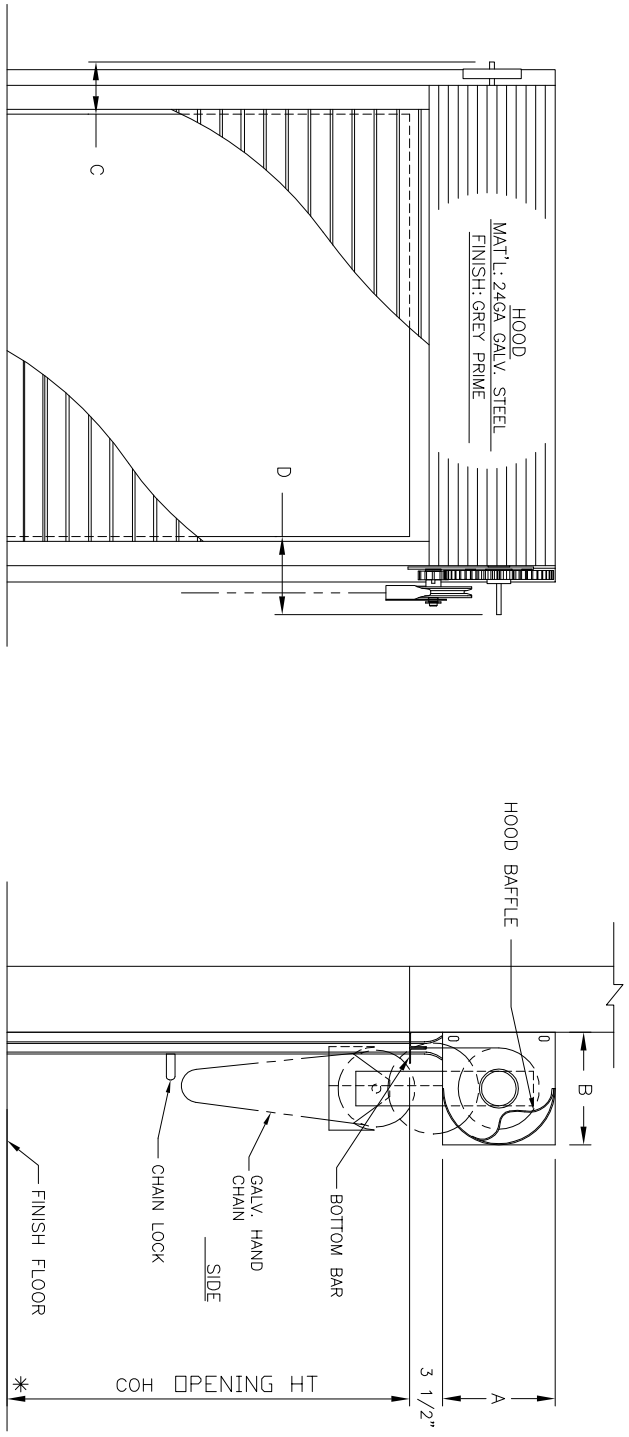 HOOD
MAT'L: 24GA GALV. STEEL
FINISH: GREY PRIME
C
D
HOOD BAFFLE
B
A
3 1/2"
BOTTOM BAR
GALV. HAND
CHAIN
SIDE
CHAIN LOCK
FINISH FLOOR
COH OPENING HT
*